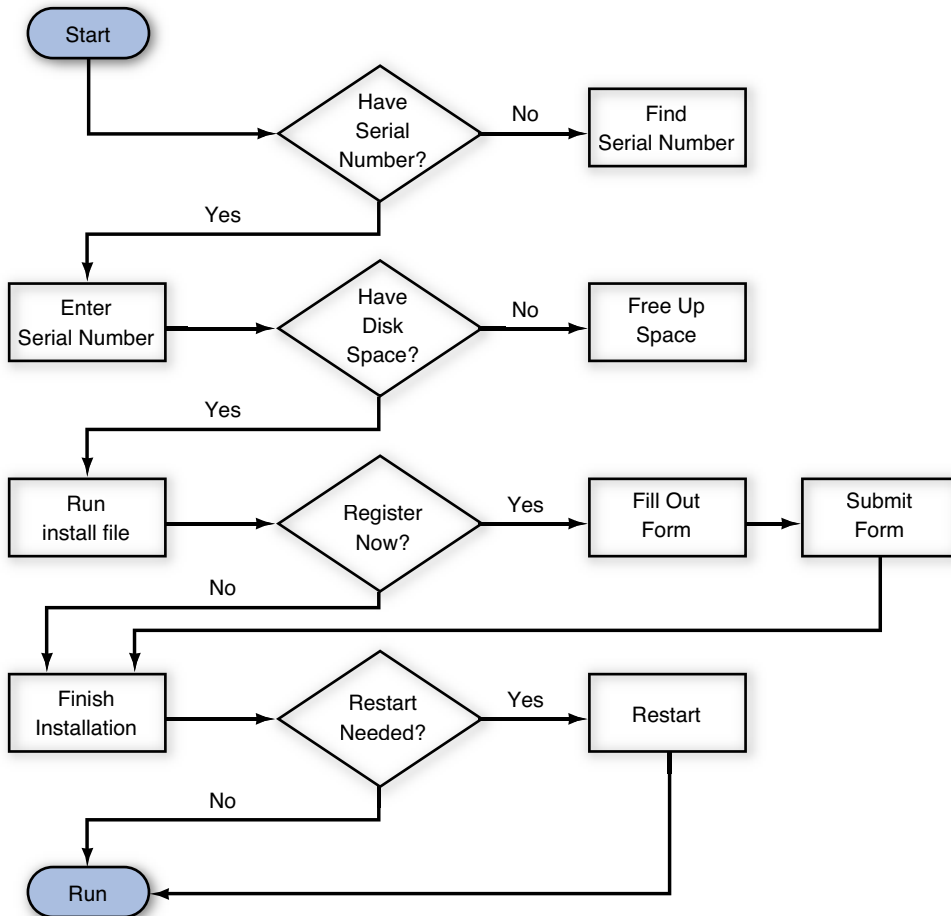 Start
Have
Serial
Number?
No
Find
Serial Number
Yes
Enter
Serial Number
Have
Disk
Space?
No
Free Up
Space
Yes
Run
install file
Register
Now?
Yes
Fill Out
Form
Submit
Form
No
Finish
Installation
Restart
Needed?
Yes
Restart
No
Run